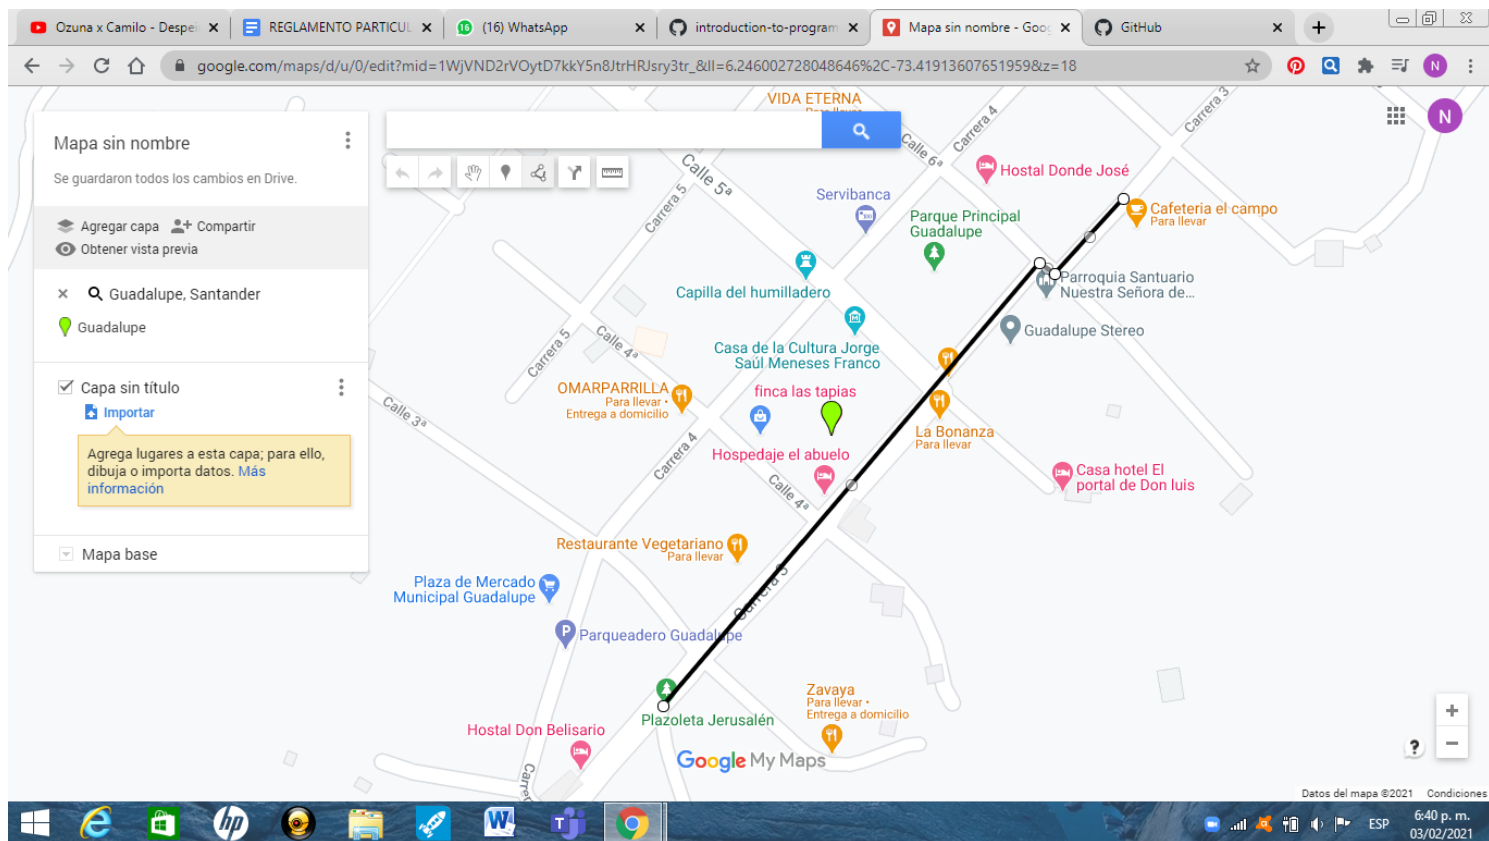 Ozuna x Camilo - Despei
REGLAMENTO PARTICUL
(16) WhatsApp
introduction-to-program
Mapa sin nombre - Goog
GitHub
google.com/maps/d/u/0/edit?mid=1WjVND2rVOytD7kkY5n8JtrHRJsry3tr_&ll=6.246002728048646%2C-73.41913607651959&z=18
N
Mapa sin nombre
Se guardaron todos los cambios en Drive.
Agregar capa
Compartir
Obtener vista previa
Guadalupe, Santander
Guadalupe
Capa sin título
Importar
Agrega lugares a esta capa; para ello,
dibuja o importa datos. Más
información
Mapa base
N
VIDA ETERNA
Para llevar
Carrera 3
Carrera 4
Calle 6ª
Calle 5ª
Carrera 5
Hostal Donde José
Servibanca
Parque Principal
Guadalupe
Cafeteria el campo
Para llevar
Capilla del humilladero
Parroquia Santuario
Nuestra Señora de...
Guadalupe Stereo
Casa de la Cultura Jorge
Saúl Meneses Franco
Carrera 5
Calle 4ª
OMARPARRILLA
Para llevar •
Entrega a domicilio
finca las tapias
Calle 3ª
La Bonanza
Para llevar
Carrera 4
Hospedaje el abuelo
Casa hotel El
portal de Don luis
Calle 4ª
Restaurante Vegetariano
Para llevar
Plaza de Mercado
Municipal Guadalupe
Carrera 3
Parqueadero Guadalupe
Zavaya
Para llevar •
Entrega a domicilio
Plazoleta Jerusalén
Hostal Don Belisario
Google My Maps
Carrer
Datos del mapa ©2021
Condiciones
ESP
6:40 p. m.
03/02/2021